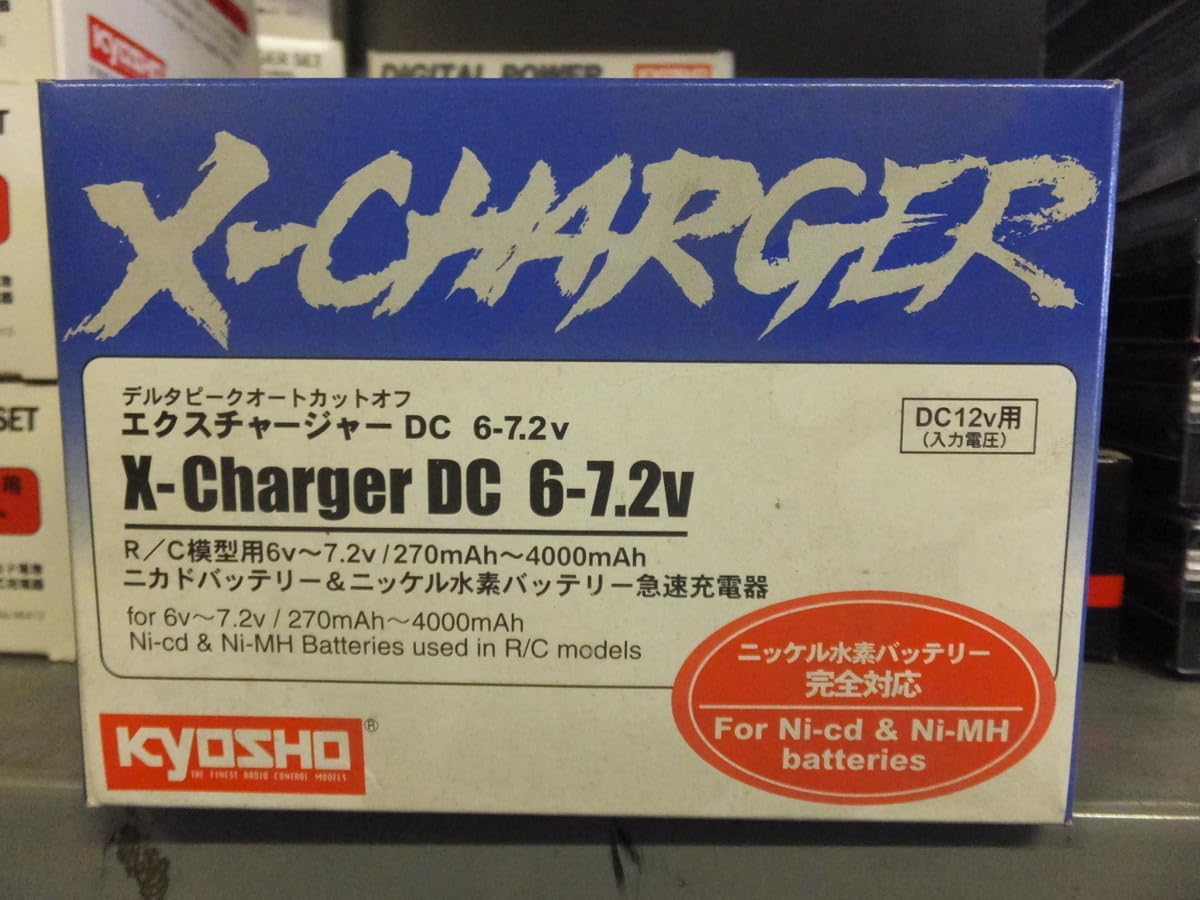 KYOSHO
GER SET
DIGITAL POWER
X-CHARGER
デルタピークオートカットオフ
エクスチャージャー DC 6-7.2v
X-Charger DC 6-7.2v
DC12v用
(入力電圧)
R/C模型用6v～7.2v/270mAh～4000mAh
ニカドバッテリー&ニッケル水素バッテリー急速充電器
for 6v～7.2v / 270mAh～4000mAh
Ni-cd & Ni-MH Batteries used in R/C models
ニッケル水素バッテリー
完全対応
For Ni-cd & Ni-MH
batteries
KYOSHO®
THE FINEST RADIO CONTROL MODELS
SET
用